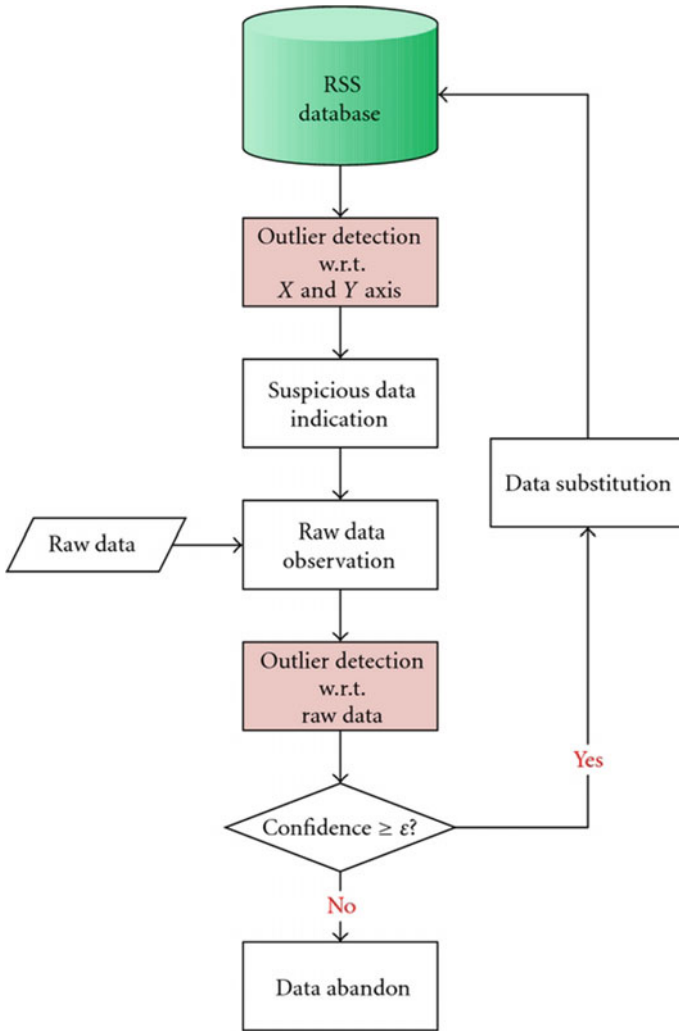 RSS
database
Outlier detection
w.r.t.
X and Y axis
Suspicious data
indication
Data substitution
Raw data
Raw data
observation
Outlier detection
w.r.t.
raw data
Yes
Confidence ≥ ε?
No
Data abandon